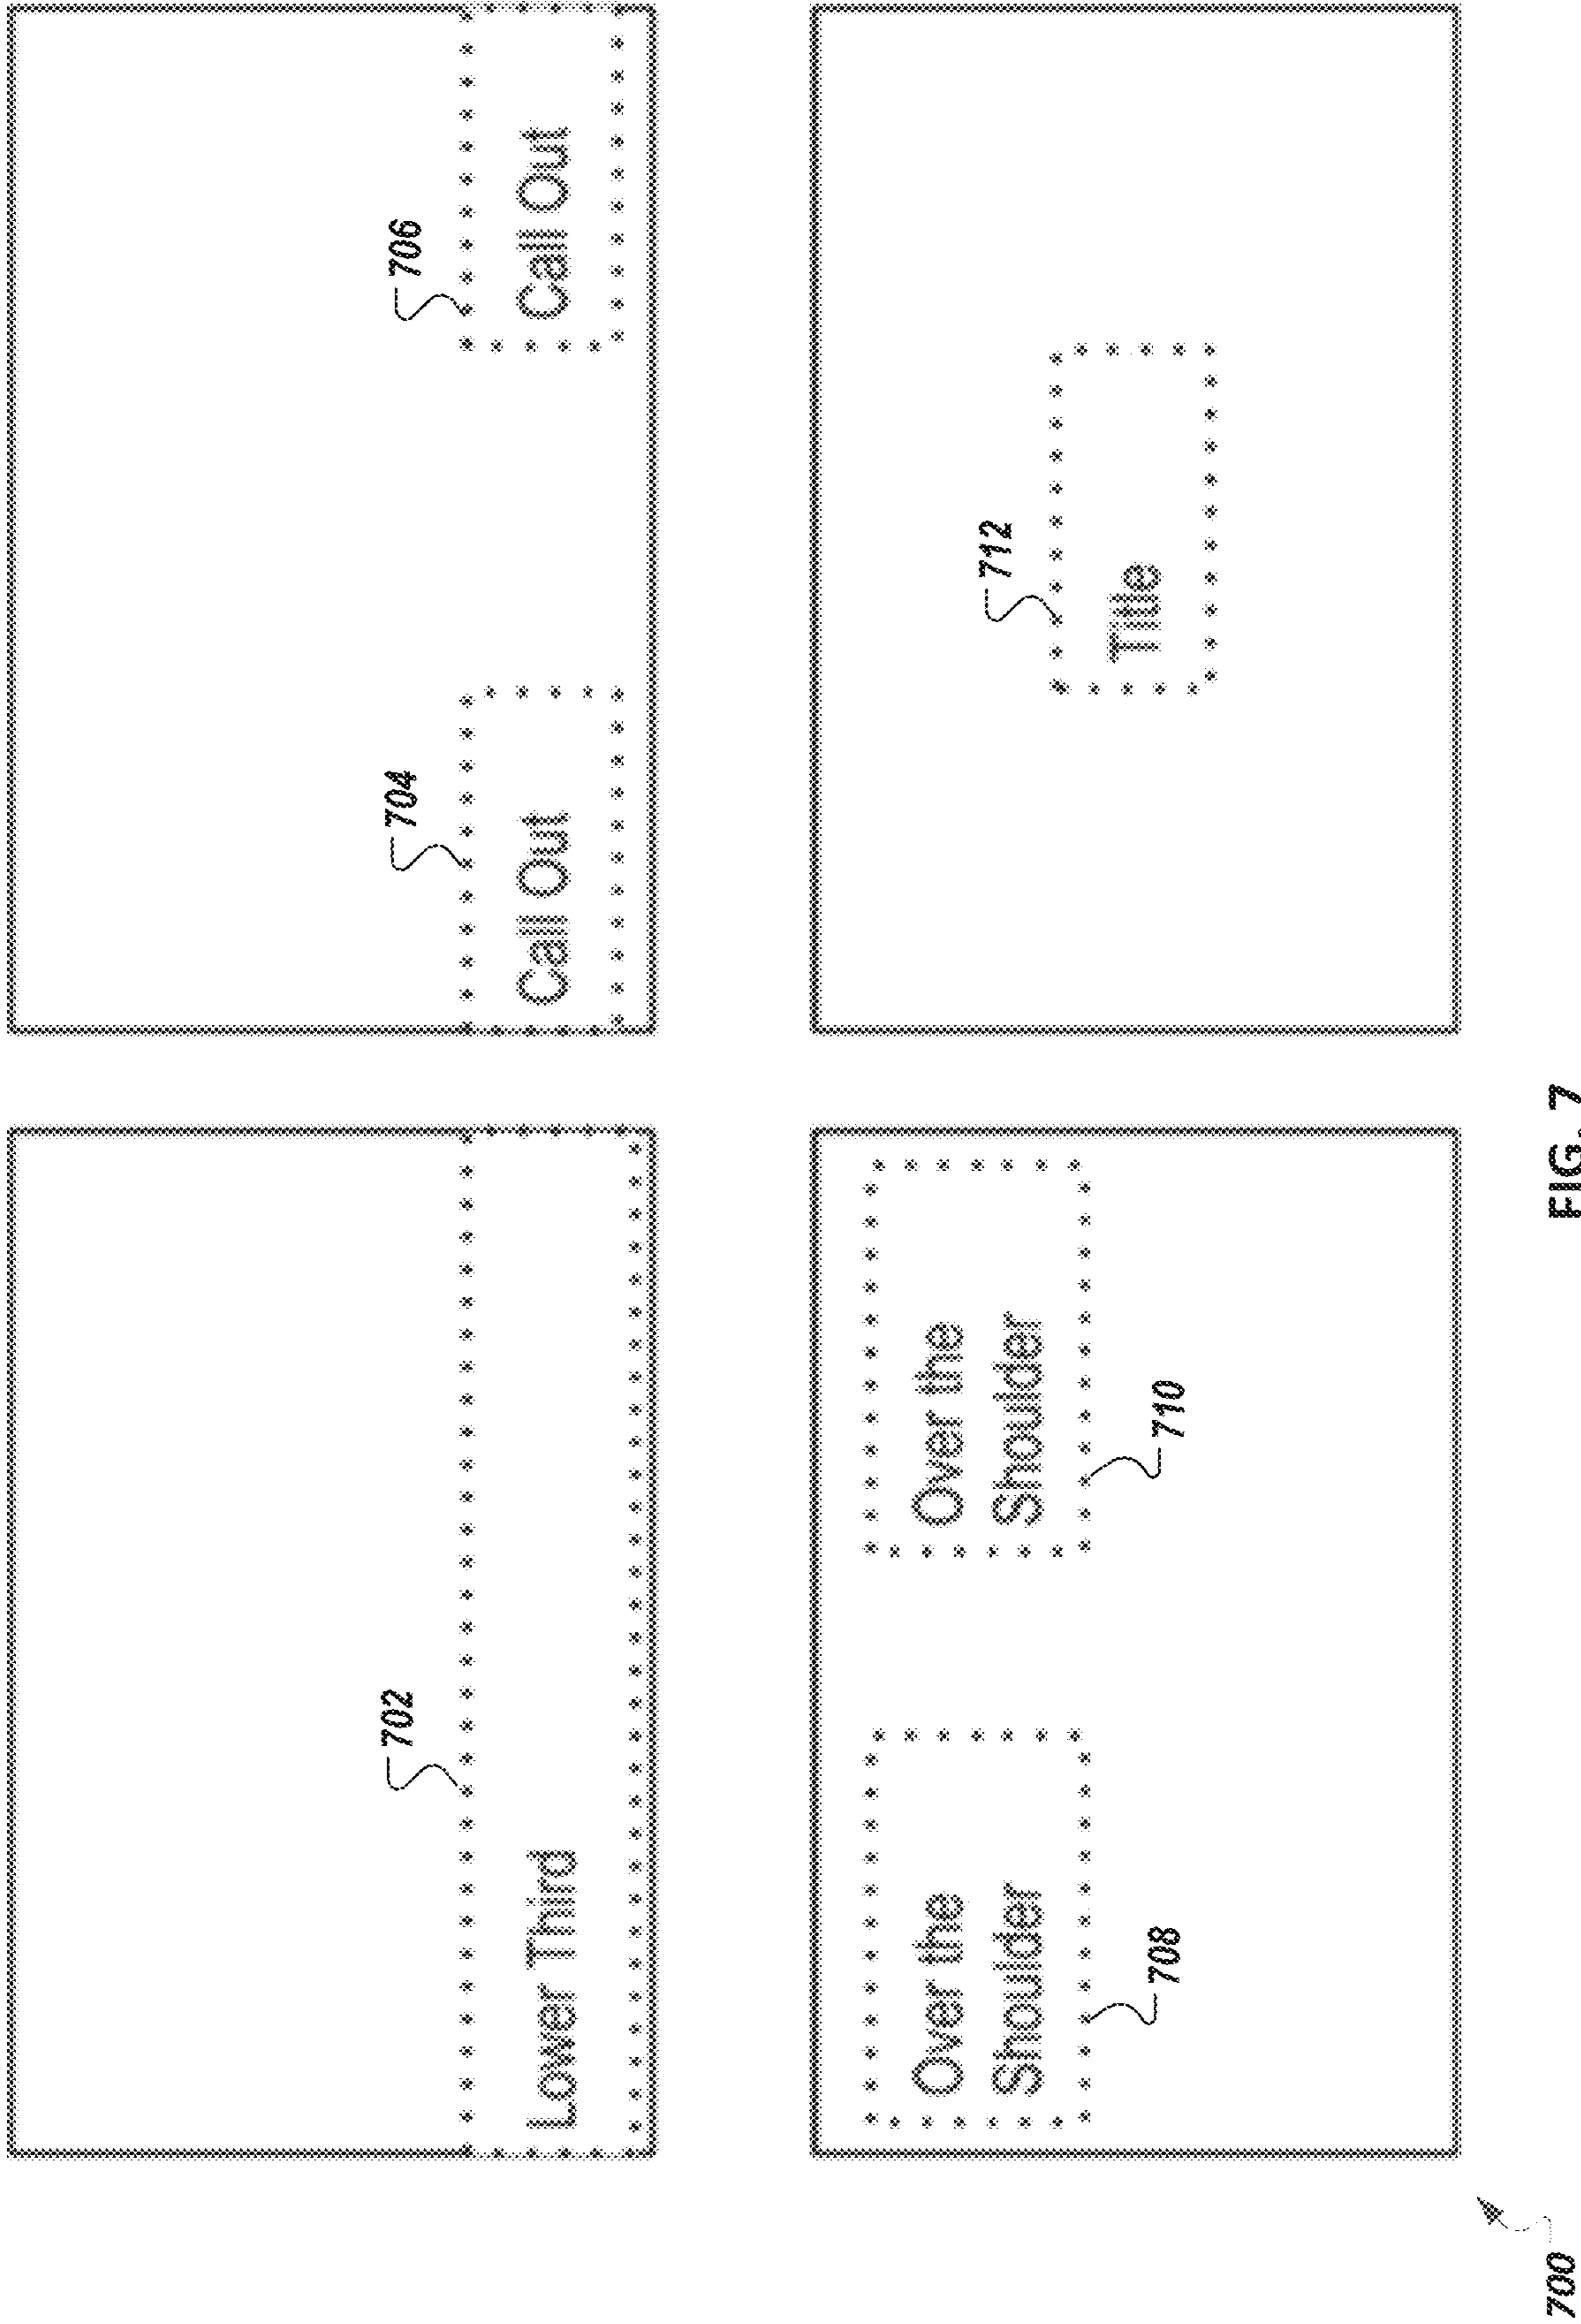 702
Lower Third
704
706
Call Out
Call Out
Over the
Shoulder
Over the
Shoulder
708
710
712
Title
700
FIG. 7